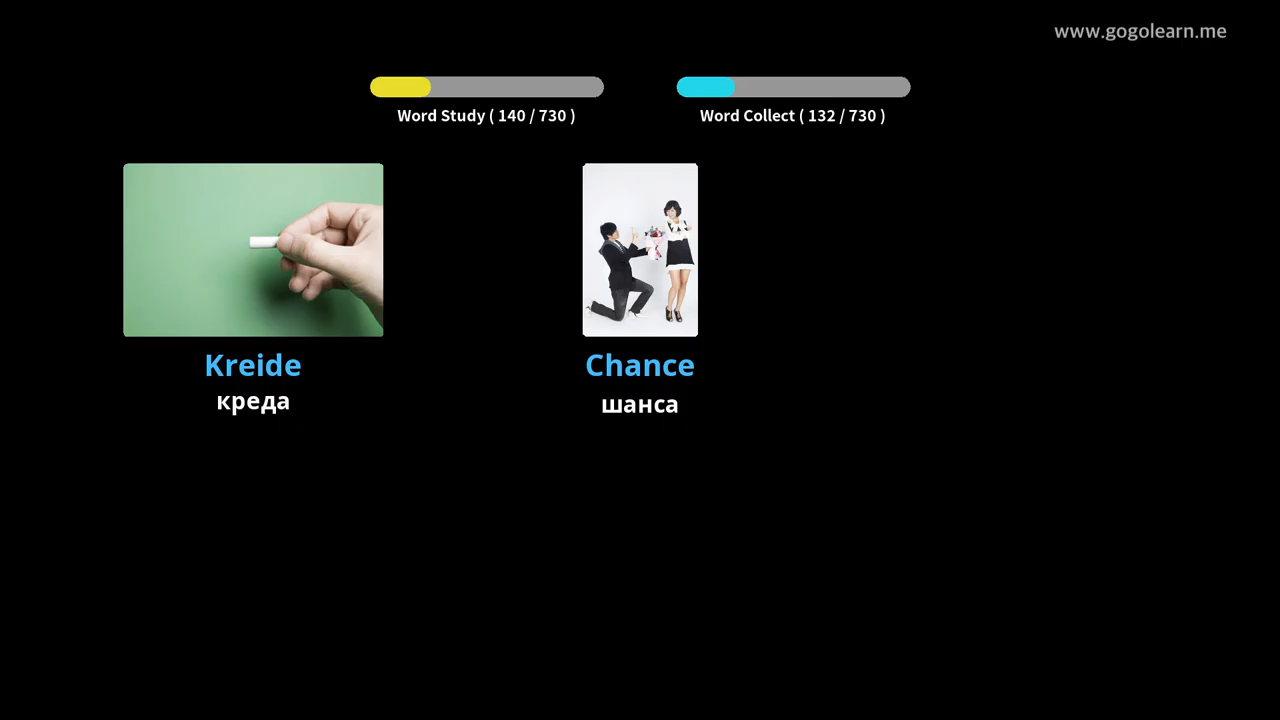 www.gogolearn.me
Word Study ( 140 / 730 )
Word Collect ( 132 / 730 )
Kreide
креда
Chance
шанса